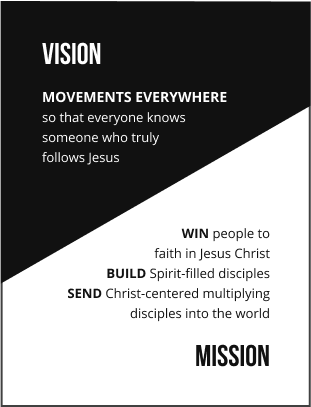 VISION
MOVEMENTS EVERYWHERE
so that everyone knows
someone who truly
follows Jesus
WIN people to
faith in Jesus Christ
BUILD Spirit-filled disciples
SEND Christ-centered multiplying
disciples into the world
MISSION